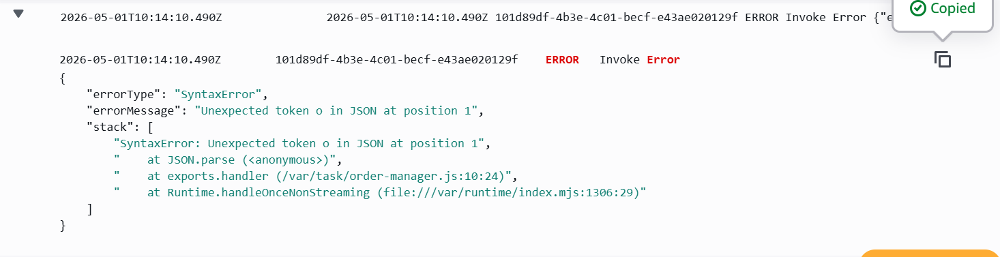 2026-05-01T10:14:10.490Z 2026-05-01T10:14:10.490Z 101d89df-4b3e-4c01-becf-e43ae020129f ERROR Invoke Error {"e
Copied
2026-05-01T10:14:10.490Z 101d89df-4b3e-4c01-becf-e43ae020129f ERROR Invoke Error
{
    "errorType": "SyntaxError",
    "errorMessage": "Unexpected token o in JSON at position 1",
    "stack": [
        "SyntaxError: Unexpected token o in JSON at position 1",
        "    at JSON.parse (<anonymous>)",
        "    at exports.handler (/var/task/order-manager.js:10:24)",
        "    at Runtime.handleOnceNonStreaming (file:///var/runtime/index.mjs:1306:29)"
    ]
}